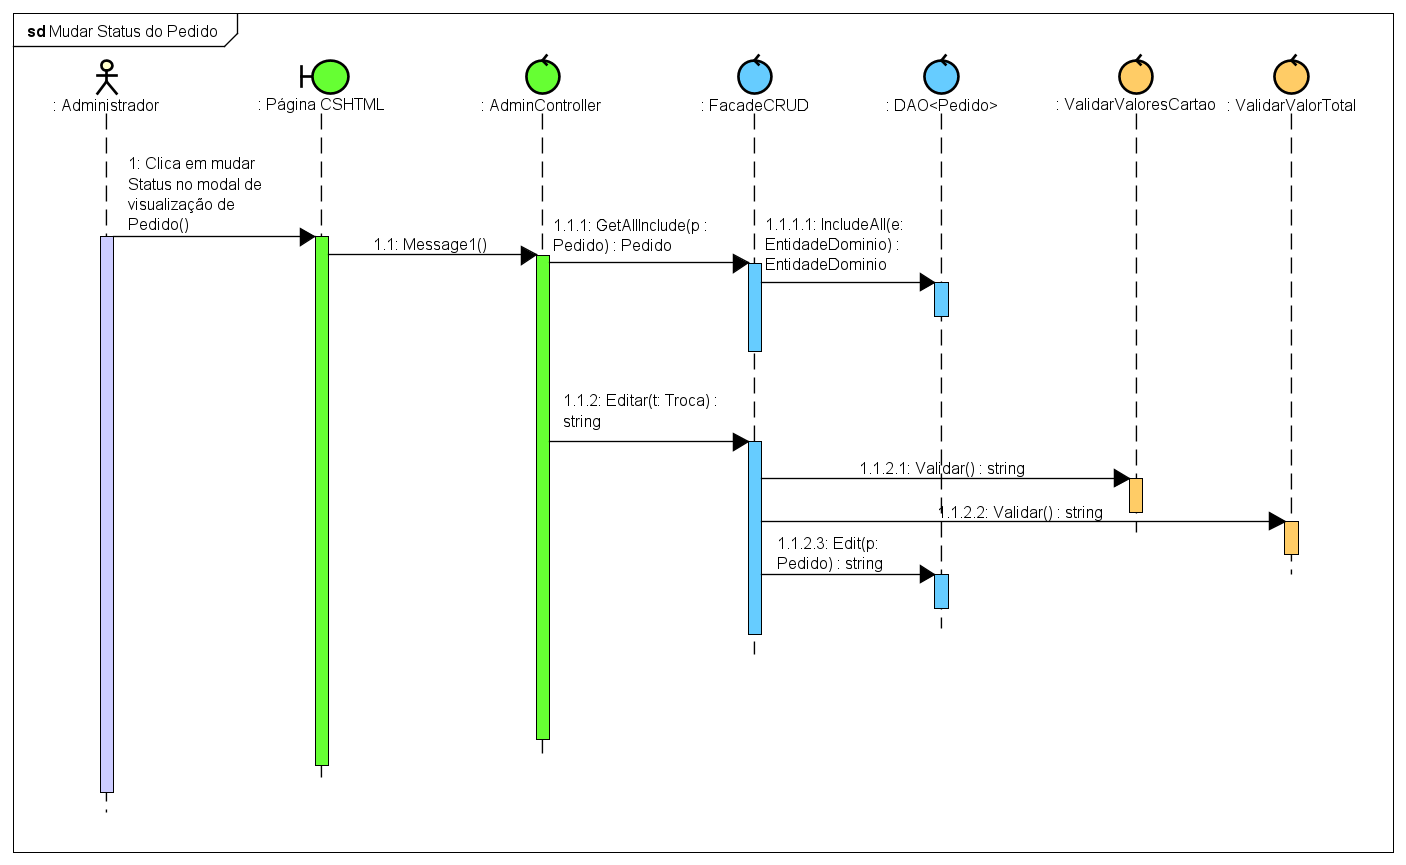 sd Mudar Status do Pedido
: Administrador
: Página CSHTML
: AdminController
: FacadeCRUD
: DAO<Pedido>
: ValidarValoresCartao
: ValidarValorTotal
1: Clica em mudar
Status no modal de
visualização de
Pedido()
1.1: Message1()
1.1.1: GetAllInclude(p :
Pedido) : Pedido
1.1.1.1: IncludeAll(e:
EntidadeDominio) :
EntidadeDominio
1.1.2: Editar(t: Troca) :
string
1.1.2.1: Validar() : string
1.1.2.2: Validar() : string
1.1.2.3: Edit(p:
Pedido) : string